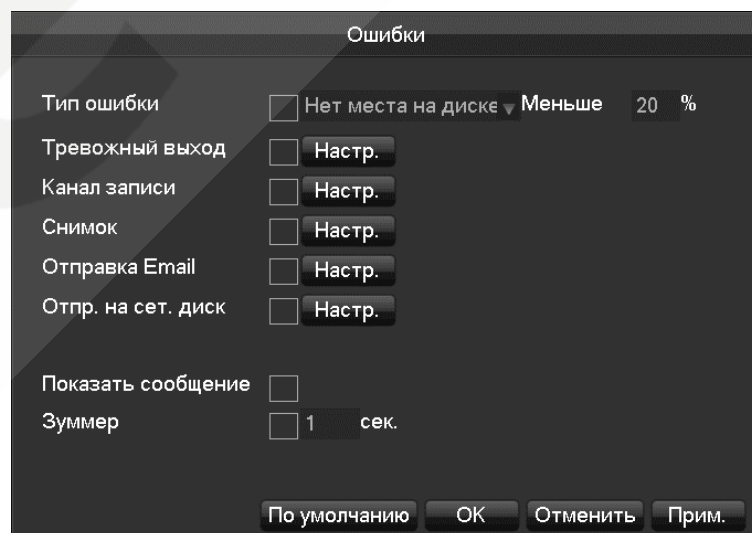 Ошибки
Тип ошибки Нет места на диске Меньше 20 %
Тревожный выход Настр.
Канал записи Настр.
Снимок Настр.
Отправка Email Настр.
Отпр. на сет. диск Настр.
Показать сообщение
Зуммер 1 сек.
По умолчанию OK Отменить Прим.